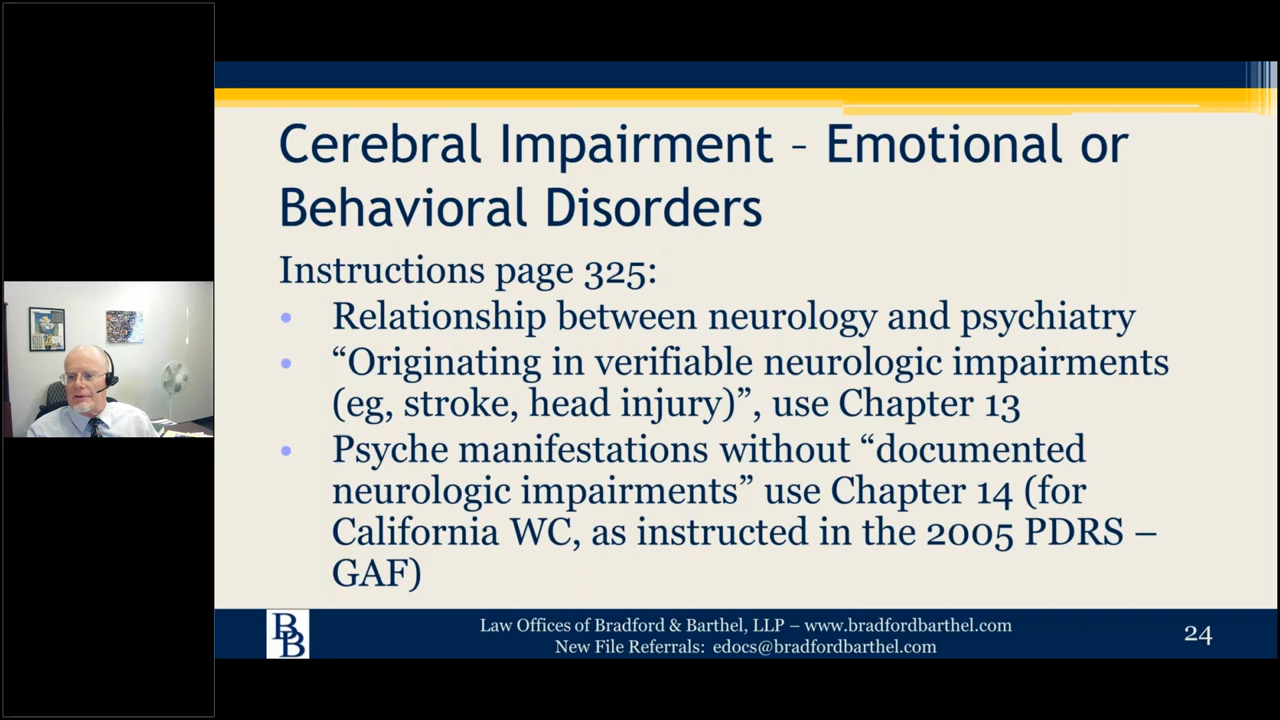 Cerebral Impairment – Emotional or
Behavioral Disorders
Instructions page 325:
• Relationship between neurology and psychiatry
• “Originating in verifiable neurologic impairments
(eg, stroke, head injury)”, use Chapter 13
• Psyche manifestations without “documented
neurologic impairments” use Chapter 14 (for
California WC, as instructed in the 2005 PDRS –
GAF)
BB
Law Offices of Bradford & Barthel, LLP – www.bradfordbarthel.com
New File Referrals: edocs@bradfordbarthel.com
24